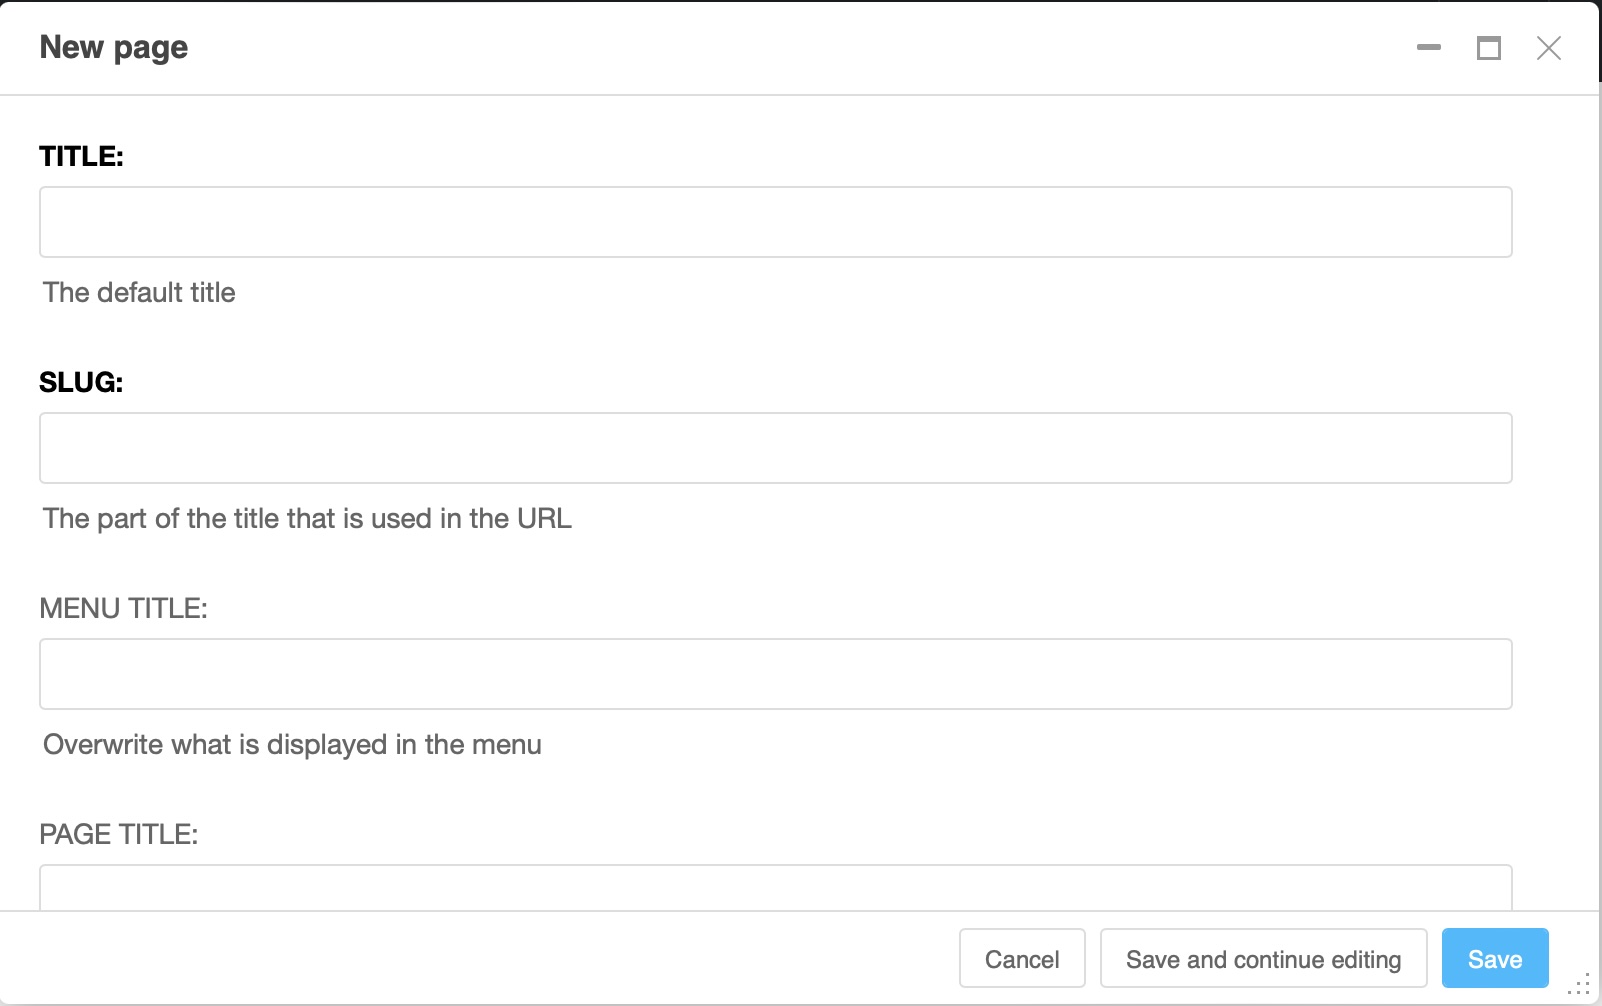 New page
TITLE:
The default title
SLUG:
The part of the title that is used in the URL
MENU TITLE:
Overwrite what is displayed in the menu
PAGE TITLE:
Cancel
Save and continue editing
Save